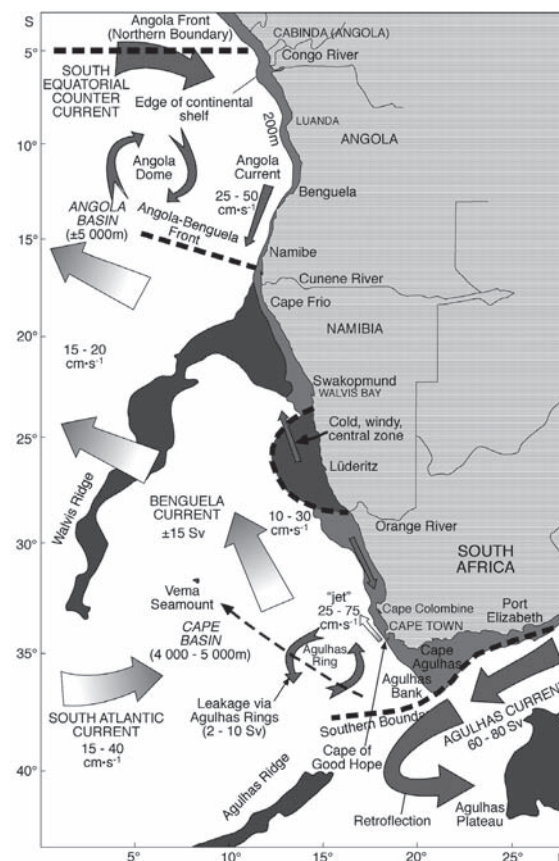 S
Angola Front
(Northern Boundary)
CABINDA (ANGOLA)
5°
Congo River
SOUTH
EQUATORIAL
COUNTER
CURRENT
Edge of continental
shelf
200m
LUANDA
10°
ANGOLA
Angola
Dome
Angola
Current
25 - 50
cm•s⁻¹
Benguela
ANGOLA
BASIN
(±5 000m)
Angola-Benguela
Front
15°
Namibe
Cunene River
Cape Frio
15 - 20
cm•s⁻¹
NAMIBIA
20°
Swakopmund
WALVIS BAY
Cold, windy,
central zone
25°
Lüderitz
Walvis Ridge
BENGUELA
CURRENT
±15 Sv
10 - 30
cm•s⁻¹
Orange River
30°
SOUTH
AFRICA
Vema
Seamount
"jet"
25 - 75
cm•s⁻¹
Cape Colombine
CAPE TOWN
Port
Elizabeth
CAPE
BASIN
(4 000 - 5 000m)
Agulhas
Ring
Cape
Agulhas
35°
Agulhas
Bank
Leakage via
Agulhas Rings
(2 - 10 Sv)
SOUTH ATLANTIC
CURRENT
15 - 40
cm•s⁻¹
Southern Bounda
AGULHAS CURRENT
60 - 80 Sv
Cape of
Good Hope
40°
Agulhas Ridge
Retroflection
Agulhas
Plateau
5°
10°
15°
20°
25°